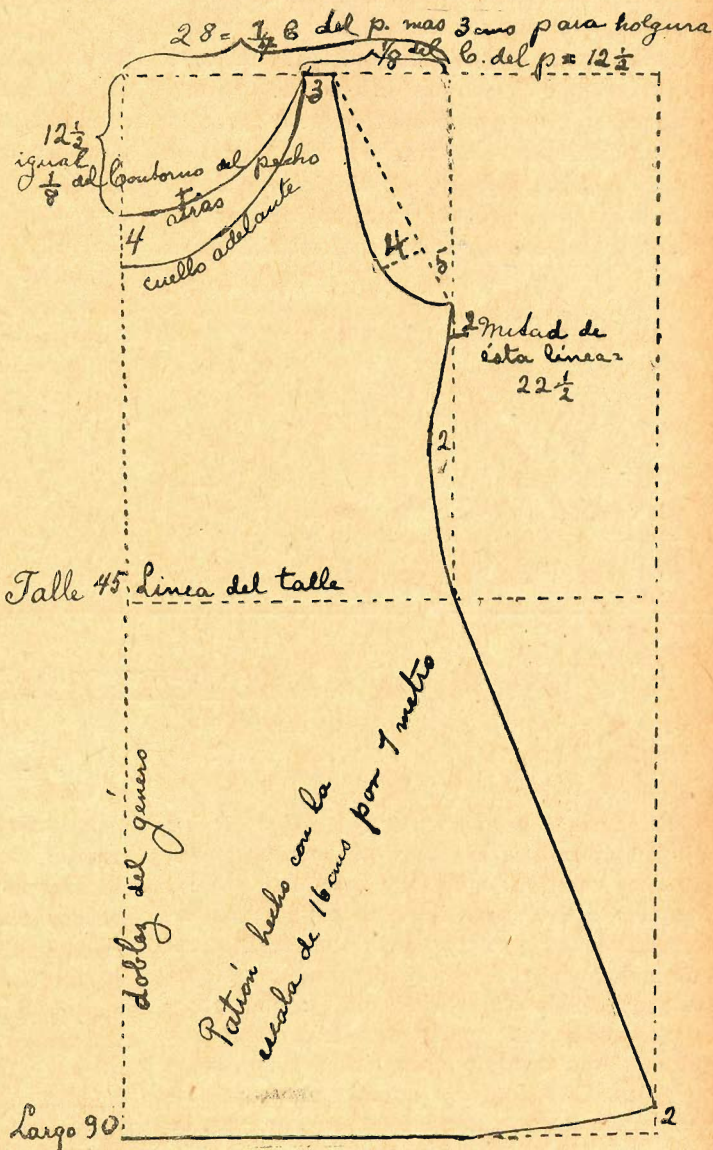 28 = 1/4 C del p. mas 3 cms para holgura
1/8 del C. del p = 12 1/2
3
12 1/2
igual
1/8 del Contorno del pecho
atras
4
cuello adelante
4
5
2 Mitad de
ésta linea =
22 1/2
2
Talle 45 Linea del talle
doblez del género
Patrón hecho con la
escala de 16 cms por 1 metro
Largo 90
2